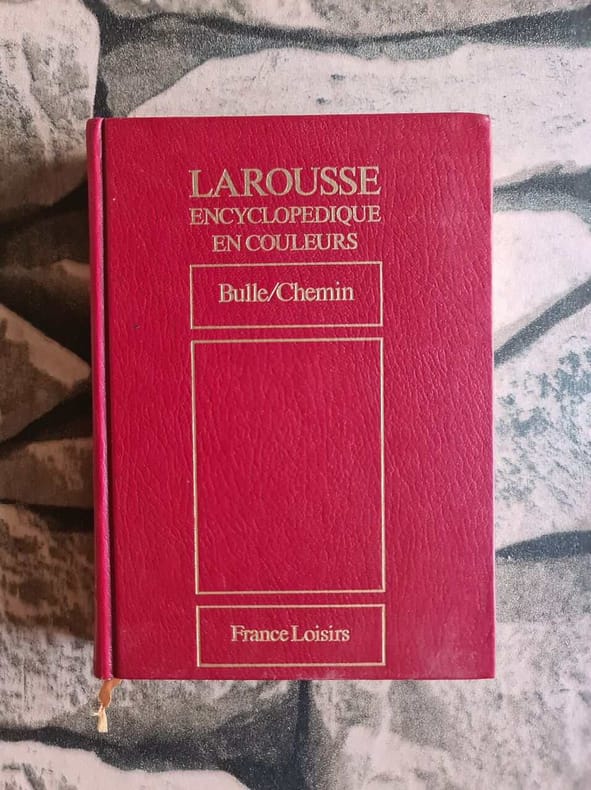 LAROUSSE
ENCYCLOPEDIQUE
EN COULEURS
Bulle/Chemin
France Loisirs